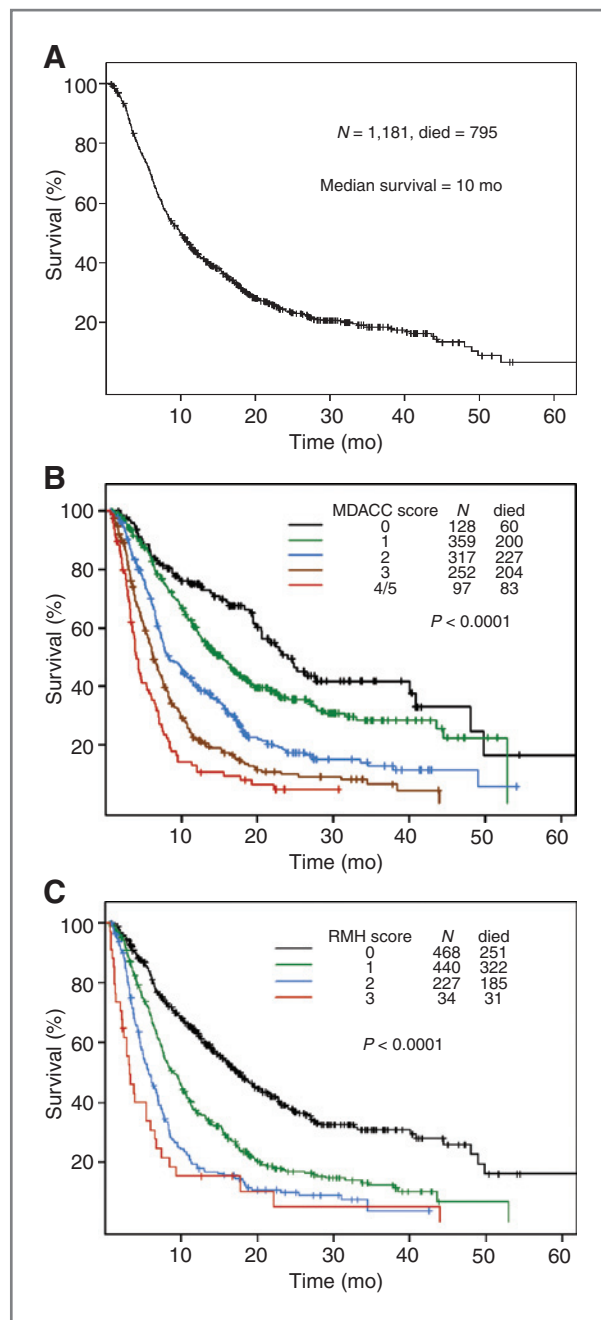 A
100
80
60
40
20
Survival (%)
N = 1,181, died = 795
Median survival = 10 mo
10 20 30 40 50 60
Time (mo)
B
100
80
60
40
20
Survival (%)
MDACC score N died
0 128 60
1 359 200
2 317 227
3 252 204
4/5 97 83
P < 0.0001
10 20 30 40 50 60
Time (mo)
C
100
80
60
40
20
Survival (%)
RMH score N died
0 468 251
1 440 322
2 227 185
3 34 31
P < 0.0001
10 20 30 40 50 60
Time (mo)